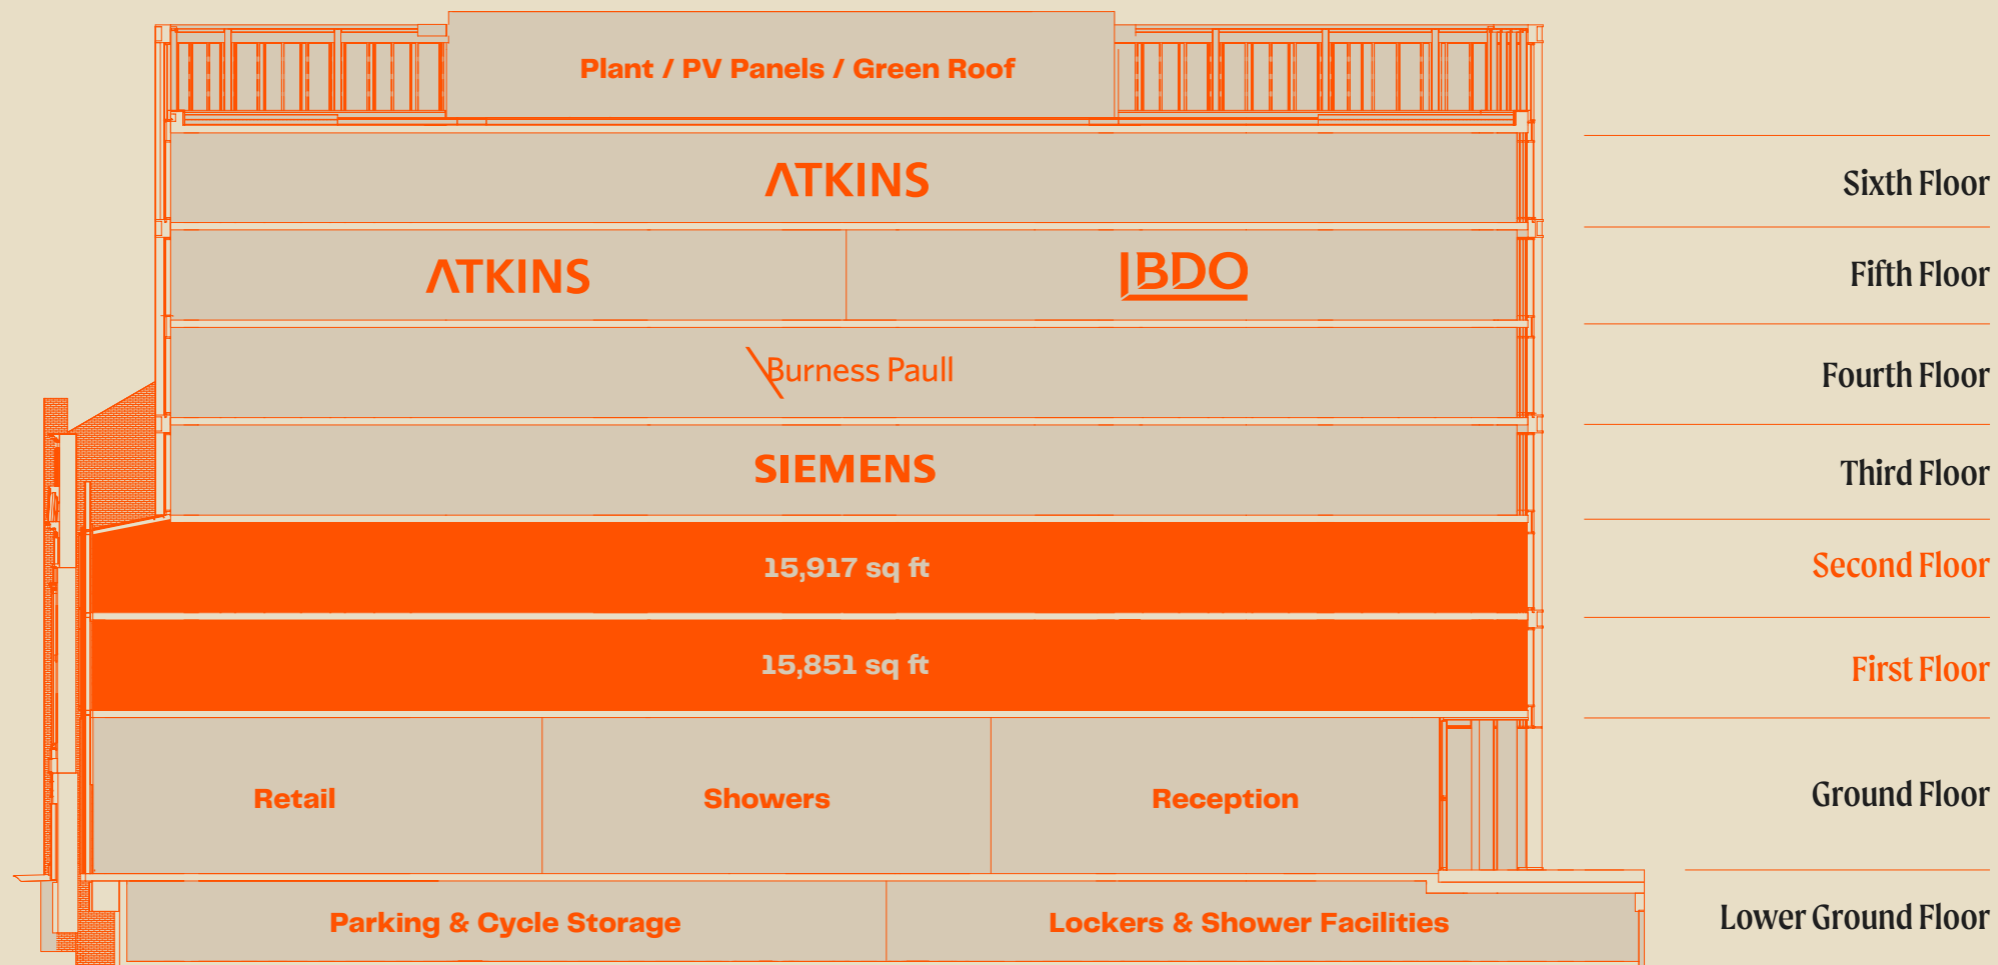 Plant / PV Panels / Green Roof
ATKINS
Sixth Floor
ATKINS
BDO
Fifth Floor
Burness Paull
Fourth Floor
SIEMENS
Third Floor
15,917 sq ft
Second Floor
15,851 sq ft
First Floor
Retail
Showers
Reception
Ground Floor
Parking & Cycle Storage
Lockers & Shower Facilities
Lower Ground Floor